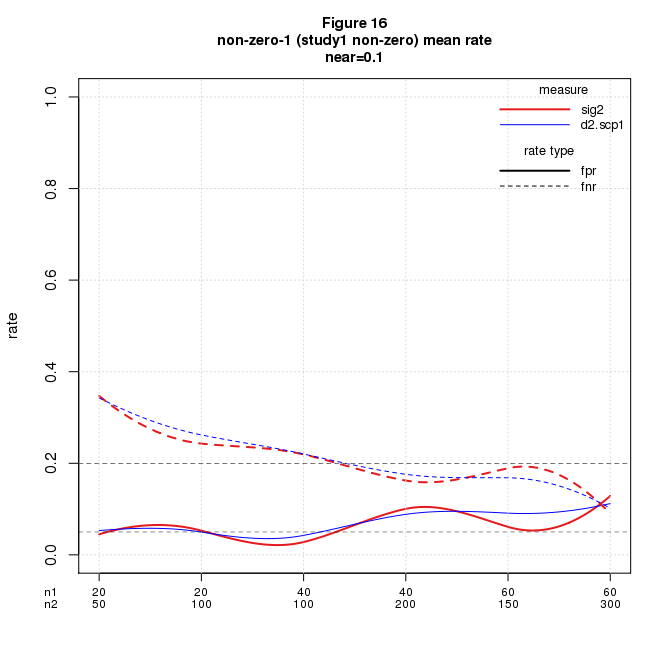 Figure 16
non-zero-1 (study1 non-zero) mean rate
near=0.1
measure
sig2
d2.scp1
rate type
fpr
fnr
rate
1.0
0.8
0.6
0.4
0.2
0.0
n1 20 20 40 40 60 60
n2 50 100 100 200 150 300